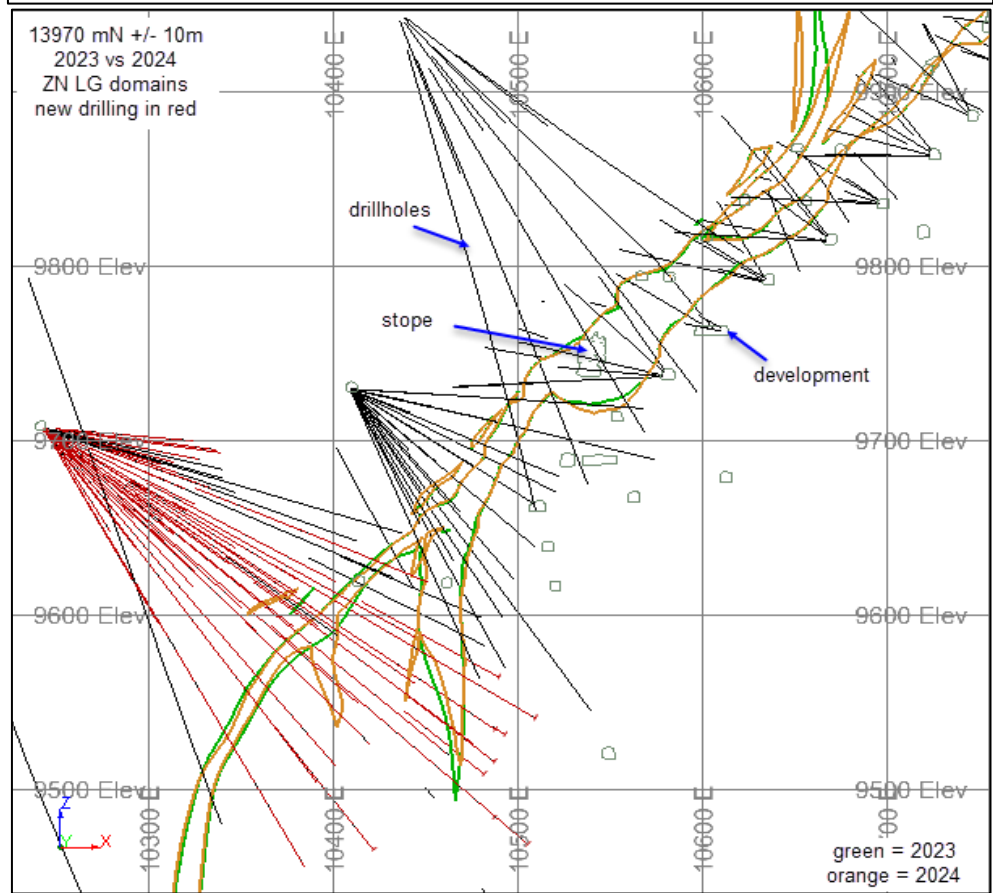 13970 mN +/- 10m
2023 vs 2024
ZN LG domains
new drilling in red
10400 E
10500 E
10600 E
drillholes
9800 Elev
9800 Elev
stope
development
9700 Elev
9600 Elev
9600 Elev
9500 Elev
9500 Elev
Z
Y
X
10300 E
10400 E
10500 E
10600 E
green = 2023
orange = 2024